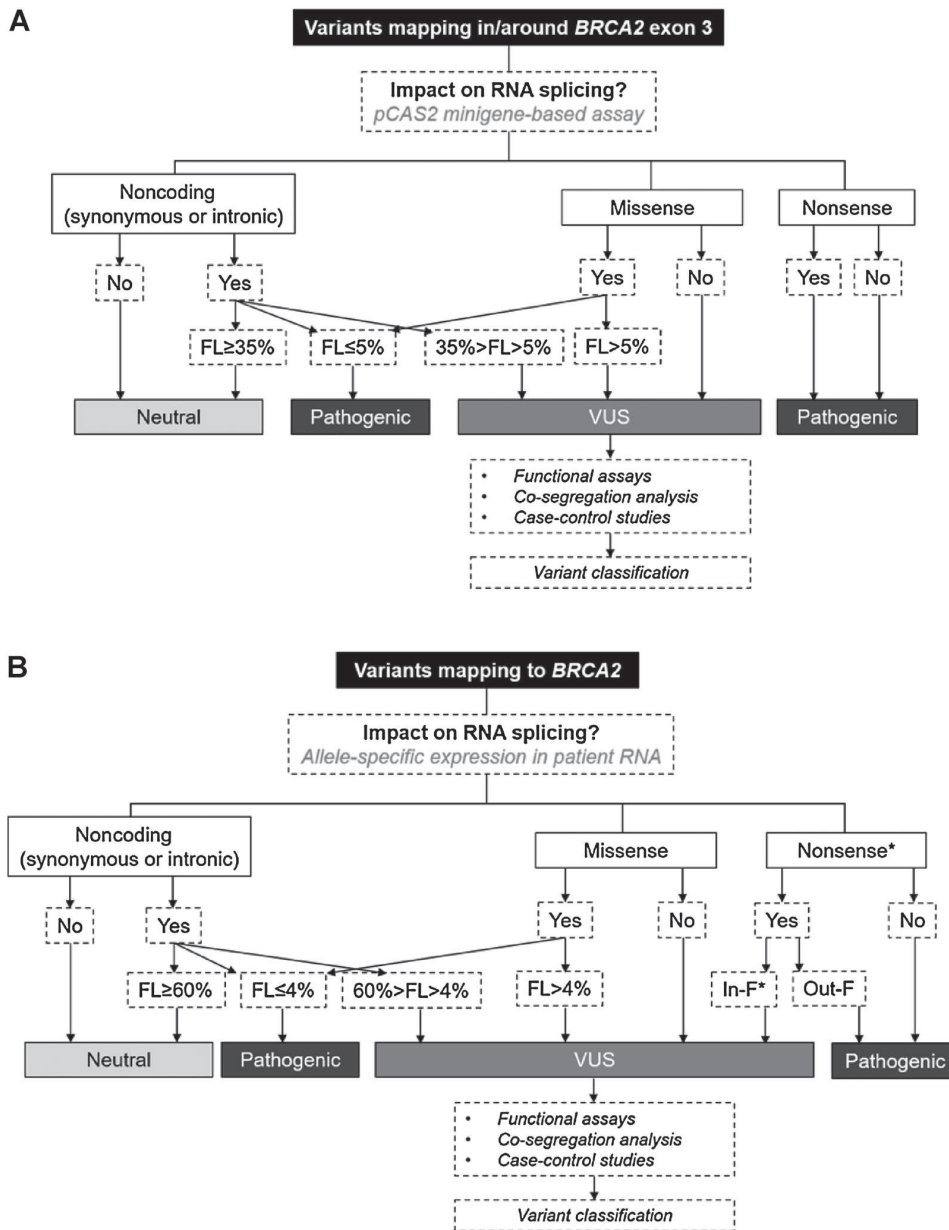 A
Variants mapping in/around BRCA2 exon 3
Impact on RNA splicing?
pCAS2 minigene-based assay
Noncoding
(synonymous or intronic)
Missense
Nonsense
No
Yes
Yes
No
Yes
No
FL≥35%
FL≤5%
35%>FL>5%
FL>5%
Neutral
Pathogenic
VUS
Pathogenic
• Functional assays
• Co-segregation analysis
• Case-control studies
Variant classification
B
Variants mapping to BRCA2
Impact on RNA splicing?
Allele-specific expression in patient RNA
Noncoding
(synonymous or intronic)
Missense
Nonsense*
No
Yes
Yes
No
Yes
No
FL≥60%
FL≤4%
60%>FL>4%
FL>4%
In-F*
Out-F
Neutral
Pathogenic
VUS
Pathogenic
• Functional assays
• Co-segregation analysis
• Case-control studies
Variant classification